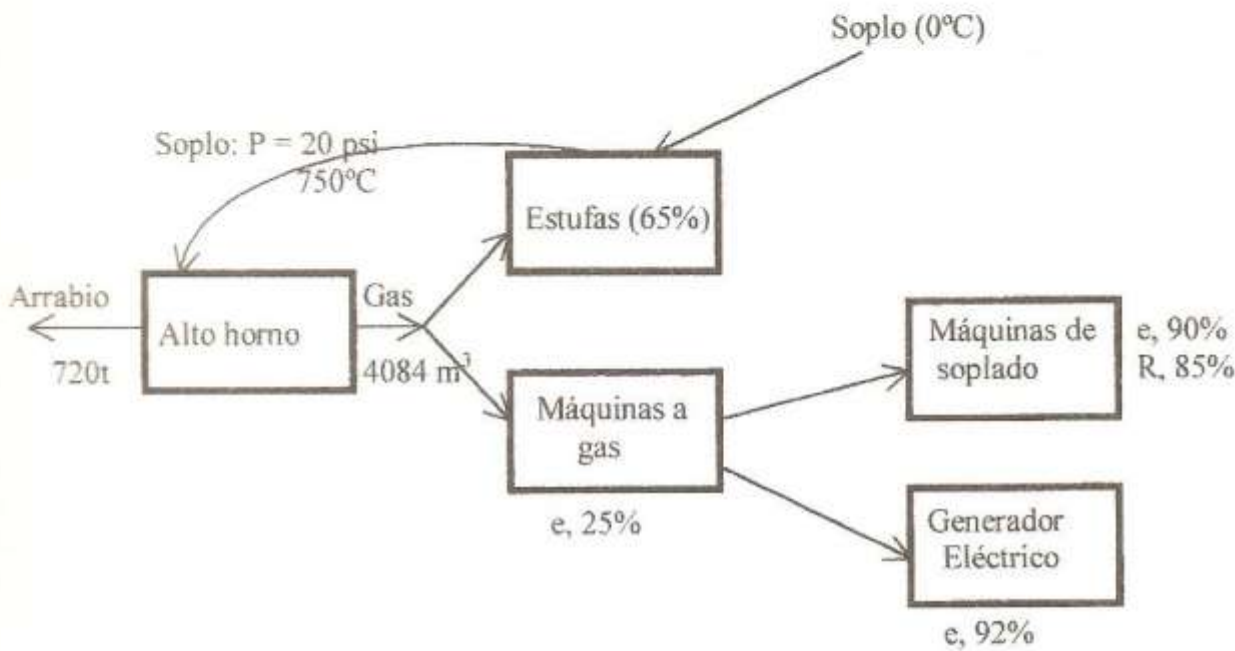 Soplo (0ºC)
Soplo: P = 20 psi
750ºC
Estufas (65%)
Arrabio
Alto horno
Gas
720t
4084 m³
Máquinas a
gas
e, 25%
Máquinas de
soplado
e, 90%
R, 85%
Generador
Eléctrico
e, 92%